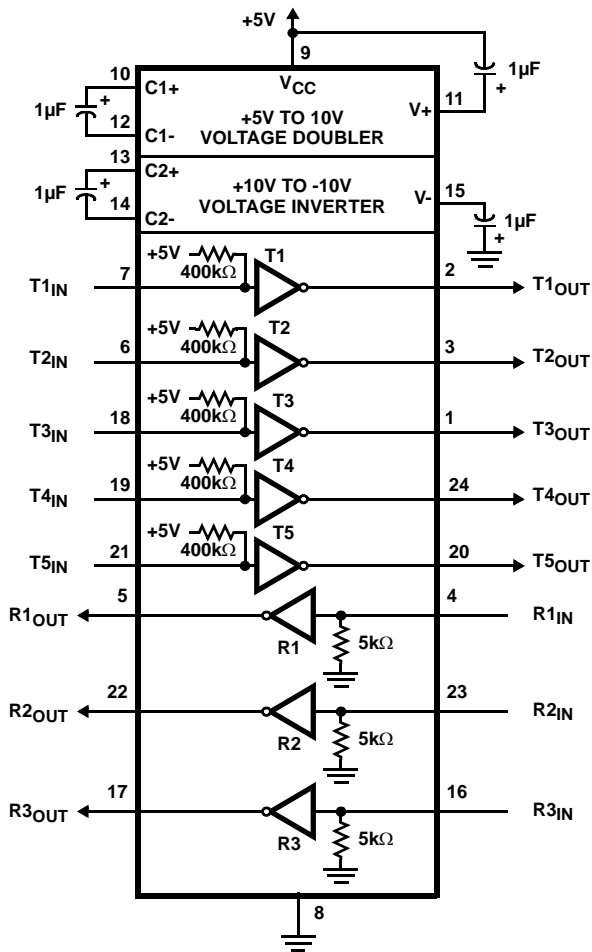 +5V
9
10
C1+
VCC
1µF
1µF
+
+
11
V+
12
C1-
+5V TO 10V
VOLTAGE DOUBLER
13
C2+
1µF
+
+10V TO -10V
VOLTAGE INVERTER
V-
15
14
C2-
1µF
+
+5V
T1
T1IN
7
400kΩ
2
T1OUT
+5V
T2
T2IN
6
400kΩ
3
T2OUT
+5V
T3
T3IN
18
400kΩ
1
T3OUT
+5V
T4
T4IN
19
400kΩ
24
T4OUT
+5V
T5
T5IN
21
400kΩ
20
T5OUT
R1OUT
5
4
R1IN
R1
5kΩ
R2OUT
22
23
R2IN
R2
5kΩ
R3OUT
17
16
R3IN
R3
5kΩ
8